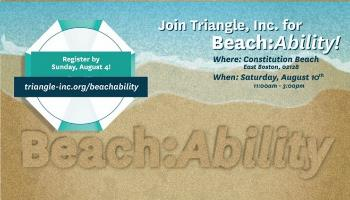 Join Triangle, Inc. for
Beach:Ability!
Where: Constitution Beach
East Boston, 02128
When: Saturday, August 10th
11:00am - 3:00pm
Register by
Sunday, August 4!
triangle-inc.org/beachability
Beach:Ability